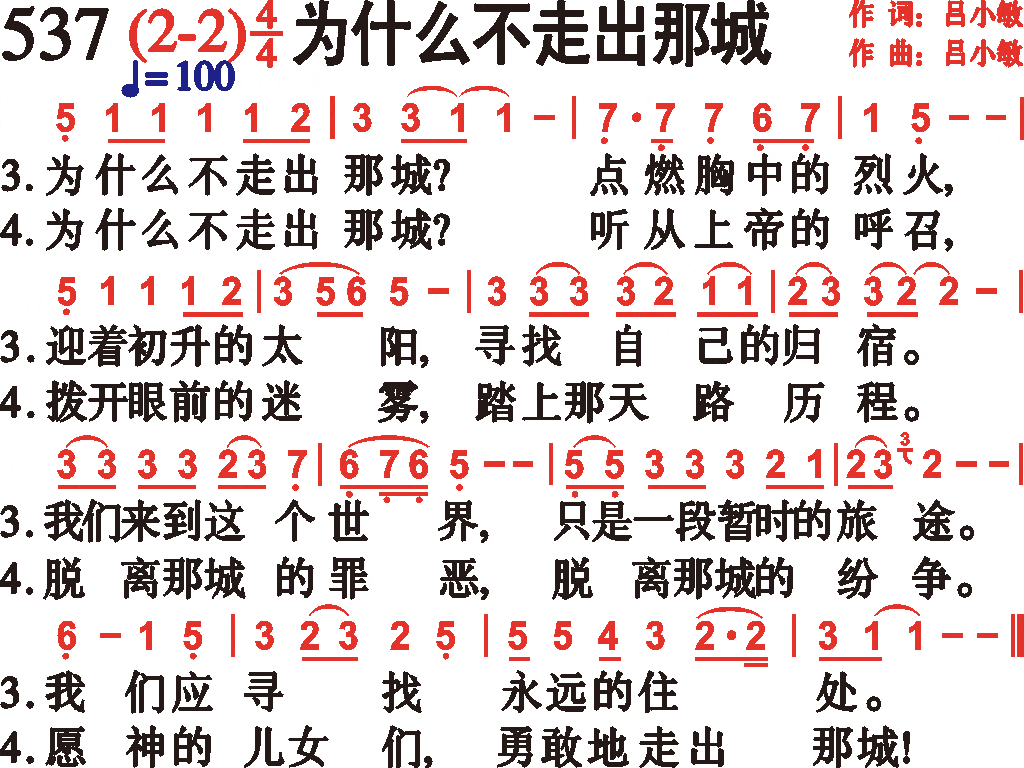 537 (2-2) 4/4 为什么不走出那城 作 词：吕小敏
♩=100 作 曲：吕小敏
5 1 1 1 1 2 | 3 3 1 1 - | 7 · 7 7 6 7 | 1 5 - - |
3. 为什么不走出那城? 点燃胸中的烈火,
4. 为什么不走出那城? 听从上帝的呼召,
5 1 1 1 2 | 3 5 6 5 - | 3 3 3 3 2 1 1 | 2 3 3 2 2 2 - |
3. 迎着初升的太阳, 寻找自己的归宿。
4. 拨开眼前的迷雾, 踏上那天路历程。
3 3 3 3 2 3 7 | 6 7 6 5 - - | 5 5 3 3 3 2 1 | 2 3 3 2 - - |
3. 我们来到这个世界, 只是一段暂时的旅途。
4. 脱离那城的罪恶, 脱离那城的纷争。
6 - 1 5 | 3 2 3 2 5 | 5 5 4 3 2 · 2 | 3 1 1 - - ‖
3. 我们应寻找永远的住处。
4. 愿神的儿女们, 勇敢地走出那城!